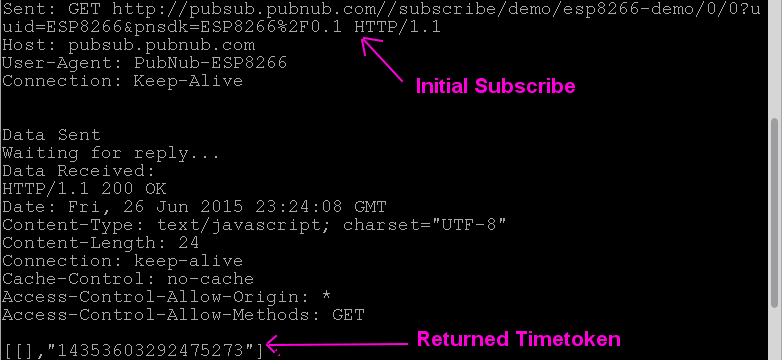 Sent: GET http://pubsub.pubnub.com//subscribe/demo/esp8266-demo/0/0?u
uid=ESP8266&pnsdk=ESP8266%2F0.1 HTTP/1.1
Host: pubsub.pubnub.com
User-Agent: PubNub-ESP8266
Connection: Keep-Alive
Initial Subscribe
Data Sent
Waiting for reply...
Data Received:
HTTP/1.1 200 OK
Date: Fri, 26 Jun 2015 23:24:08 GMT
Content-Type: text/javascript; charset="UTF-8"
Content-Length: 24
Connection: keep-alive
Cache-Control: no-cache
Access-Control-Allow-Origin: *
Access-Control-Allow-Methods: GET
[[],"14353603292475273"]
Returned Timetoken